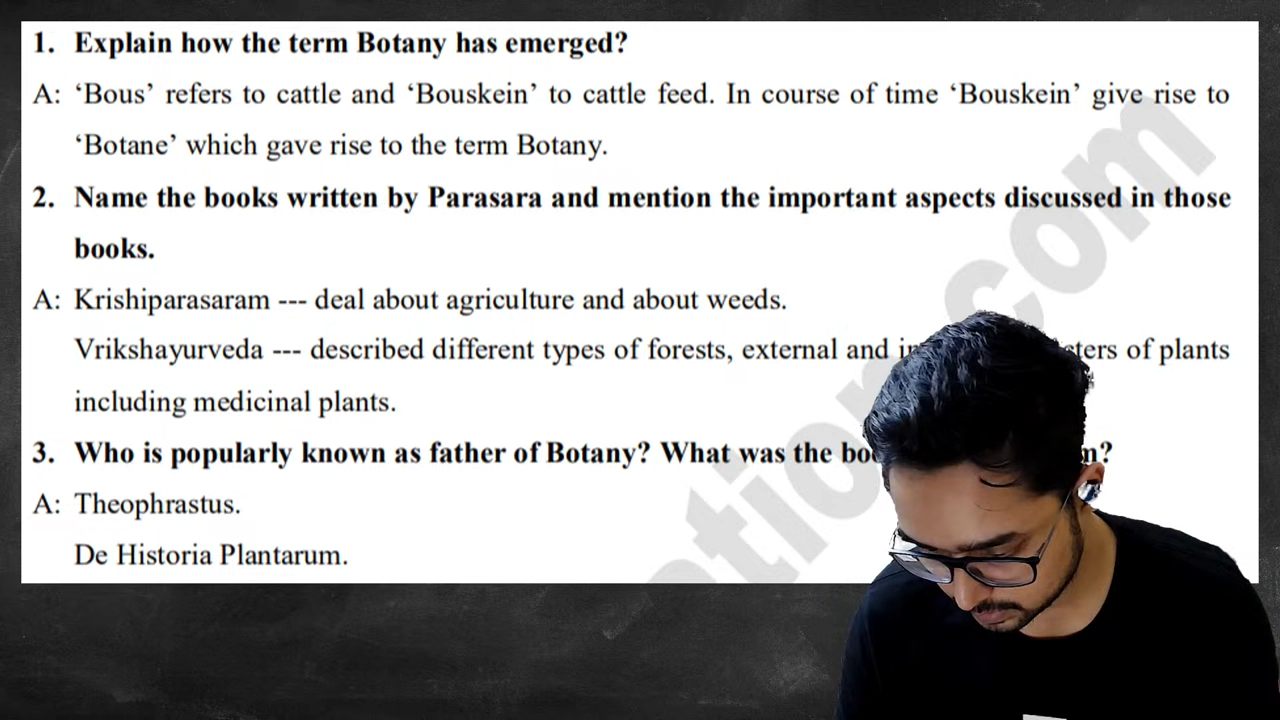 1. Explain how the term Botany has emerged?
A: ‘Bous’ refers to cattle and ‘Bouskein’ to cattle feed. In course of time ‘Bouskein’ give rise to
‘Botane’ which gave rise to the term Botany.
2. Name the books written by Parasara and mention the important aspects discussed in those
books.
A: Krishiparasaram --- deal about agriculture and about weeds.
Vrikshayurveda --- described different types of forests, external and of plants
including medicinal plants.
3. Who is popularly known as father of Botany? What was the
A: Theophrastus.
De Historia Plantarum.